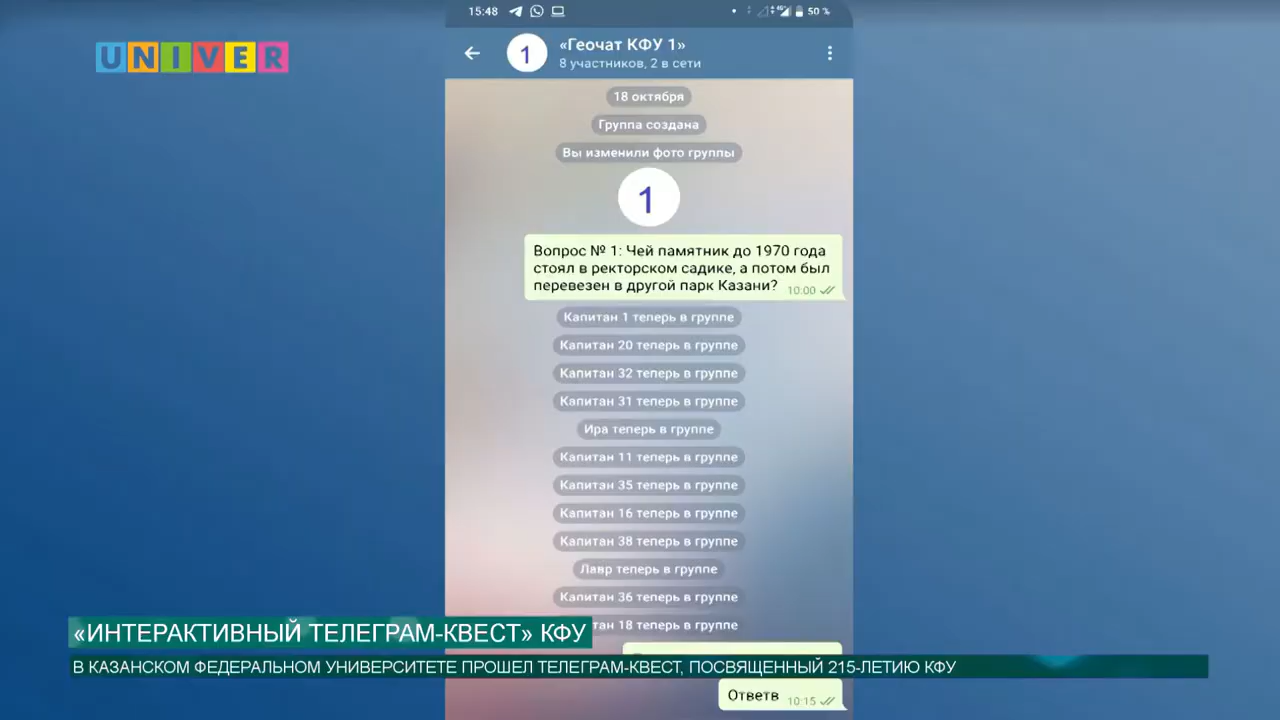 15:48
50 %
UNIVER
1
«Геочат КФУ 1»
8 участников, 2 в сети
18 октября
Группа создана
Вы изменили фото группы
1
Вопрос № 1: Чей памятник до 1970 года
стоял в ректорском садике, а потом был
перевезен в другой парк Казани?
10:00
Капитан 1 теперь в группе
Капитан 20 теперь в группе
Капитан 32 теперь в группе
Капитан 31 теперь в группе
Ира теперь в группе
Капитан 11 теперь в группе
Капитан 35 теперь в группе
Капитан 16 теперь в группе
Капитан 38 теперь в группе
Лавр теперь в группе
Капитан 36 теперь в группе
18 теперь в группе
«ИНТЕРАКТИВНЫЙ ТЕЛЕГРАМ-КВЕСТ» КФУ
В КАЗАНСКОМ ФЕДЕРАЛЬНОМ УНИВЕРСИТЕТЕ ПРОШЕЛ ТЕЛЕГРАМ-КВЕСТ, ПОСВЯЩЕННЫЙ 215-ЛЕТИЮ КФУ
Ответв
10:15